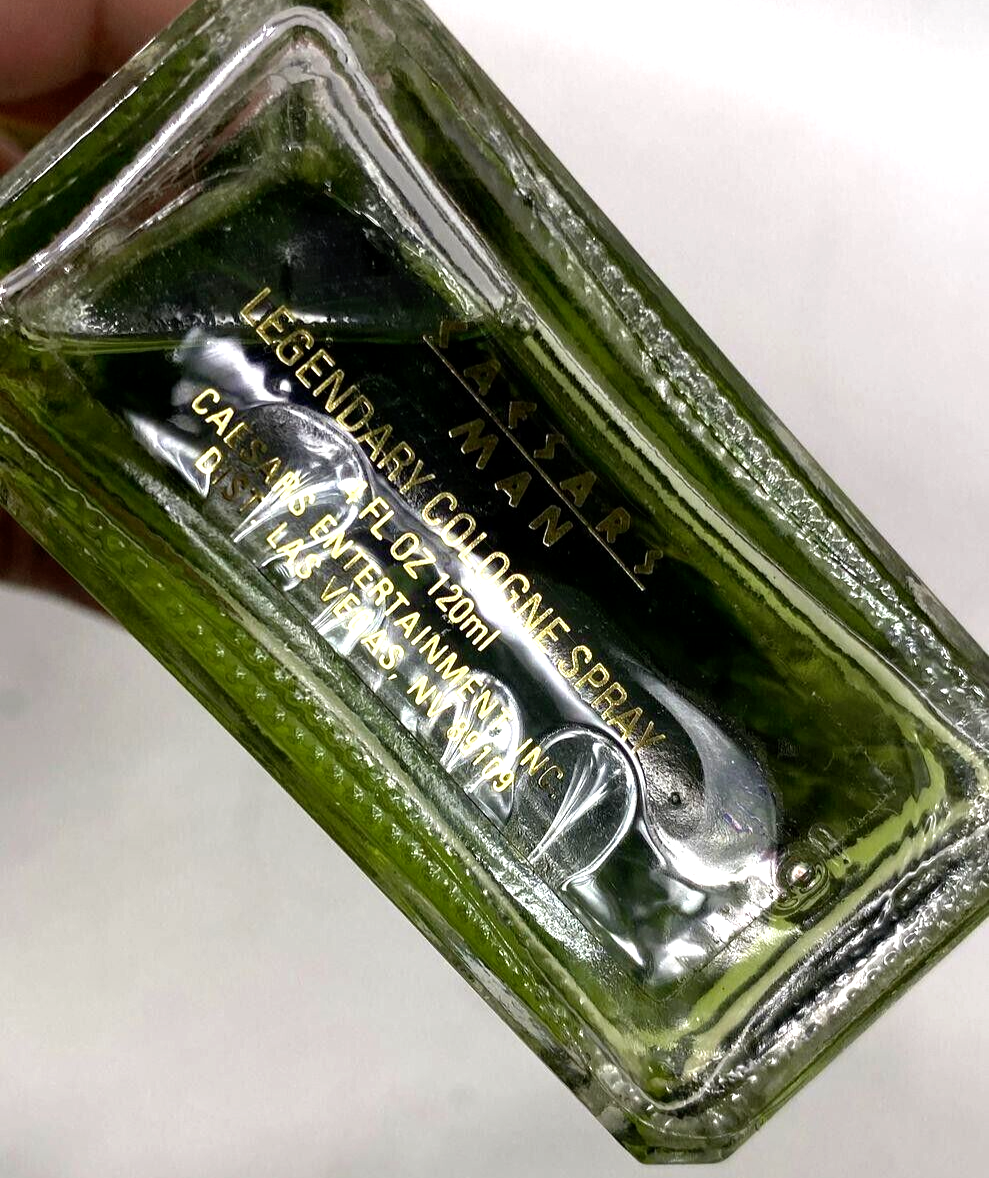 CAESARS
MAN
LEGENDARY COLOGNE SPRAY
4 FL OZ 120ml
CAESARS ENTERTAINMENT, INC.
DIST LAS VEGAS, NV 89109